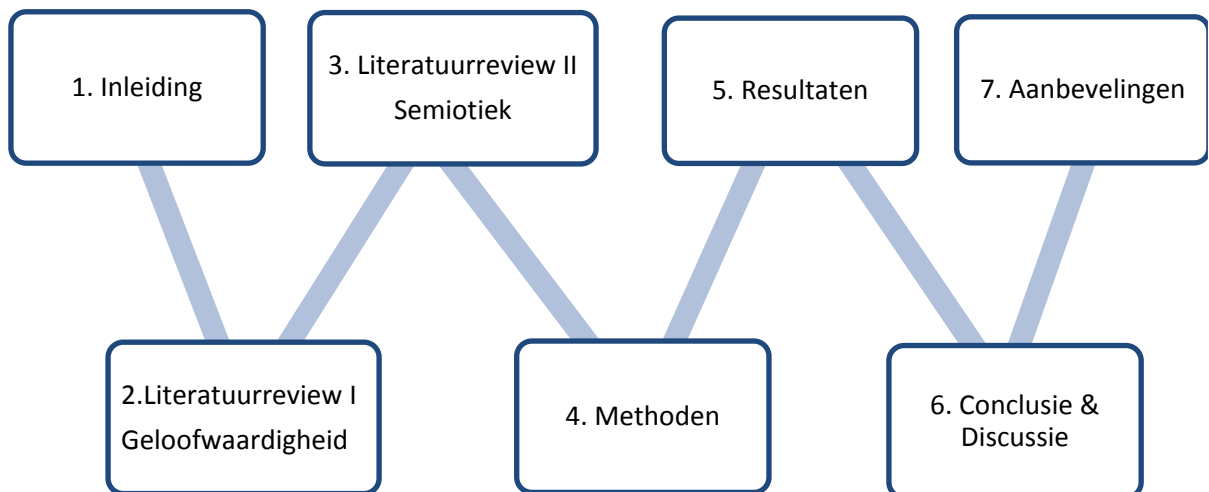 1. Inleiding
2.Literatuurreview I
Geloofwaardigheid
3. Literatuurreview II
Semiotiek
4. Methoden
5. Resultaten
6. Conclusie &
Discussie
7. Aanbevelingen